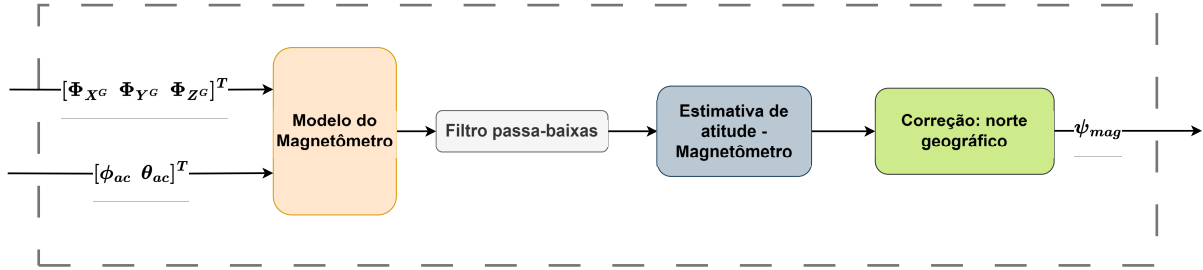 [Φ_{X^G} Φ_{Y^G} Φ_{Z^G}]^T
[ϕ_{ac} θ_{ac}]^T
Modelo do
Magnetômetro
Filtro passa-baixas
Estimativa de
atitude -
Magnetômetro
Correção: norte
geográfico
ψ_{mag}